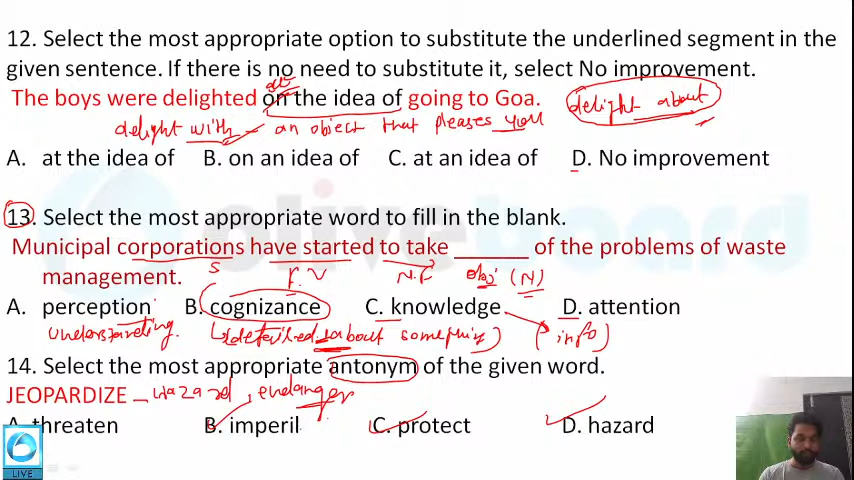 12. Select the most appropriate option to substitute the underlined segment in the
given sentence. If there is no need to substitute it, select No improvement.
The boys were delighted on the idea of going to Goa. delight about
delight with – an object that pleases you
A. at the idea of B. on an idea of C. at an idea of D. No improvement
13. Select the most appropriate word to fill in the blank.
Municipal corporations have started to take ______ of the problems of waste
S F.V N.F obj (N)
management.
A. perception B. cognizance C. knowledge D. attention
understanding. about something) (info)
14. Select the most appropriate antonym of the given word.
JEOPARDIZE – hazard, endanger
A. threaten B. imperil C. protect D. hazard
oliveboard
LIVE